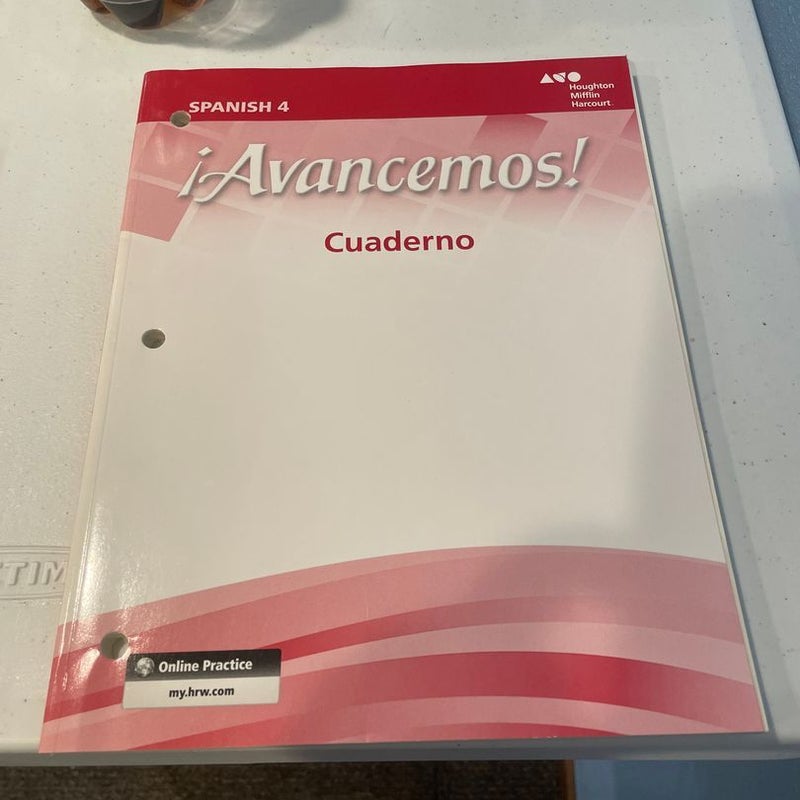 SPANISH 4
Houghton
Mifflin
Harcourt
¡Avancemos!
Cuaderno
Online Practice
my.hrw.com